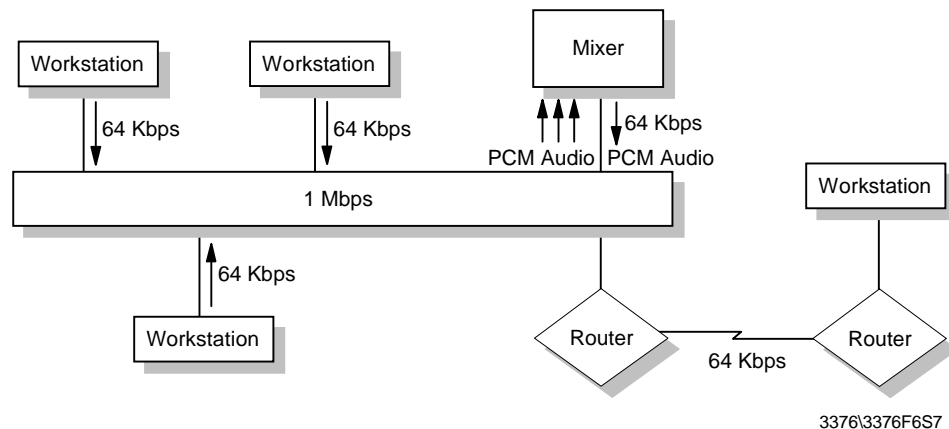 Workstation
Workstation
Mixer
64 Kbps
64 Kbps
64 Kbps
PCM Audio
PCM Audio
1 Mbps
Workstation
64 Kbps
Workstation
Router
Router
64 Kbps
3376\3376F6S7